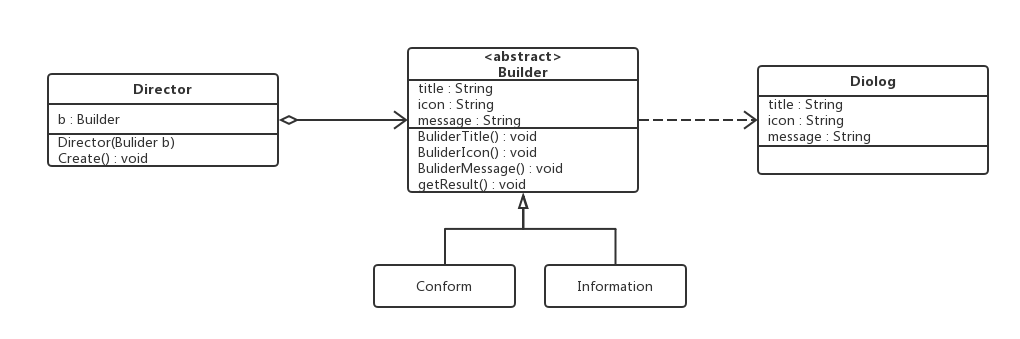 Director
b : Builder
Director(Bulider b)
Create() : void
<abstract>
Builder
title : String
icon : String
message : String
BuliderTitle() : void
BuliderIcon() : void
BuliderMessage() : void
getResult() : void
Diolog
title : String
icon : String
message : String
Conform
Information